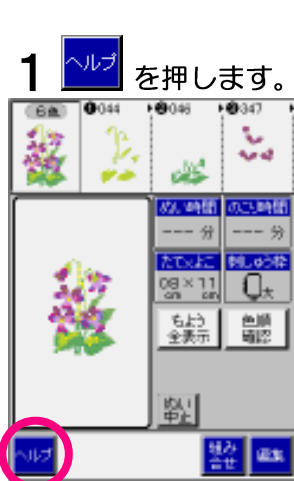 1 ヘルプ を押します。
6色 ❶044 ❷046 ❸347
ぬい時間 のこり時間
--- 分 --- 分
たて×よこ 刺しゅう枠
08×11 大
cm cm
もよう 色順
全表示 確認
ぬい
中止
ヘルプ 組み
合せ 編集